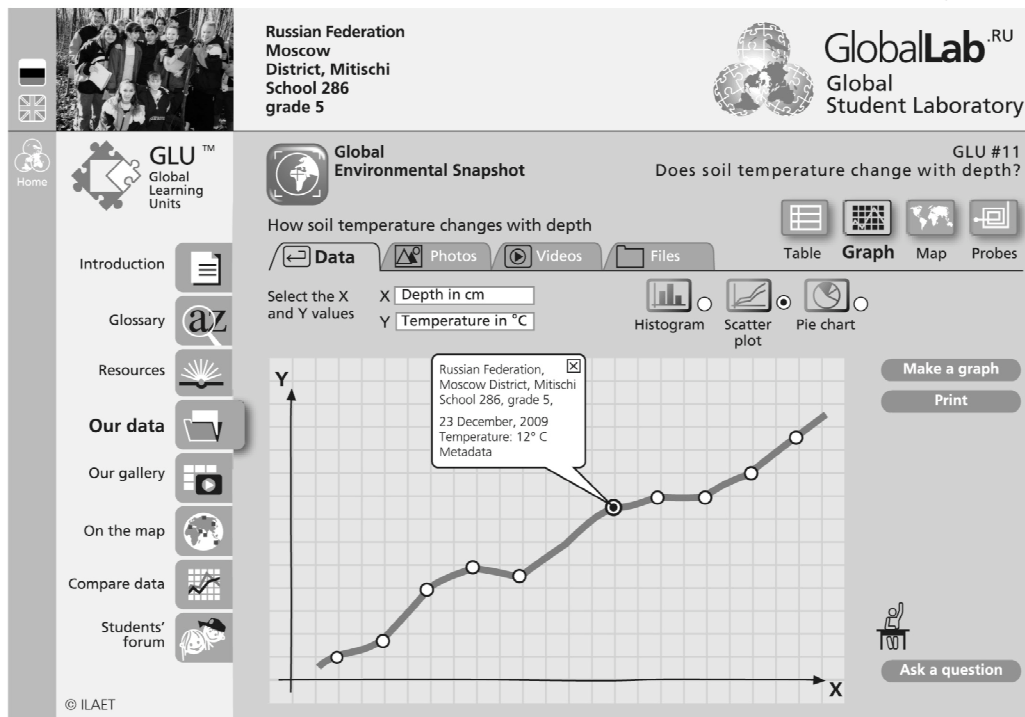 Russian Federation
Moscow
District, Mitischi
School 286
grade 5
GlobalLab.RU
Global
Student Laboratory
Home
GLU ™
Global
Learning
Units
Global
Environmental Snapshot
GLU #11
Does soil temperature change with depth?
How soil temperature changes with depth
Data
Photos
Videos
Files
Table
Graph
Map
Probes
Introduction
Glossary
az
Resources
Our data
Our gallery
On the map
Compare data
Students'
forum
Select the X
and Y values
X Depth in cm
Y Temperature in °C
Histogram
Scatter
plot
Pie chart
Y
Russian Federation,
Moscow District, Mitischi
School 286, grade 5,
23 December, 2009
Temperature: 12° C
Metadata
X
Make a graph
Print
Ask a question
© ILAET